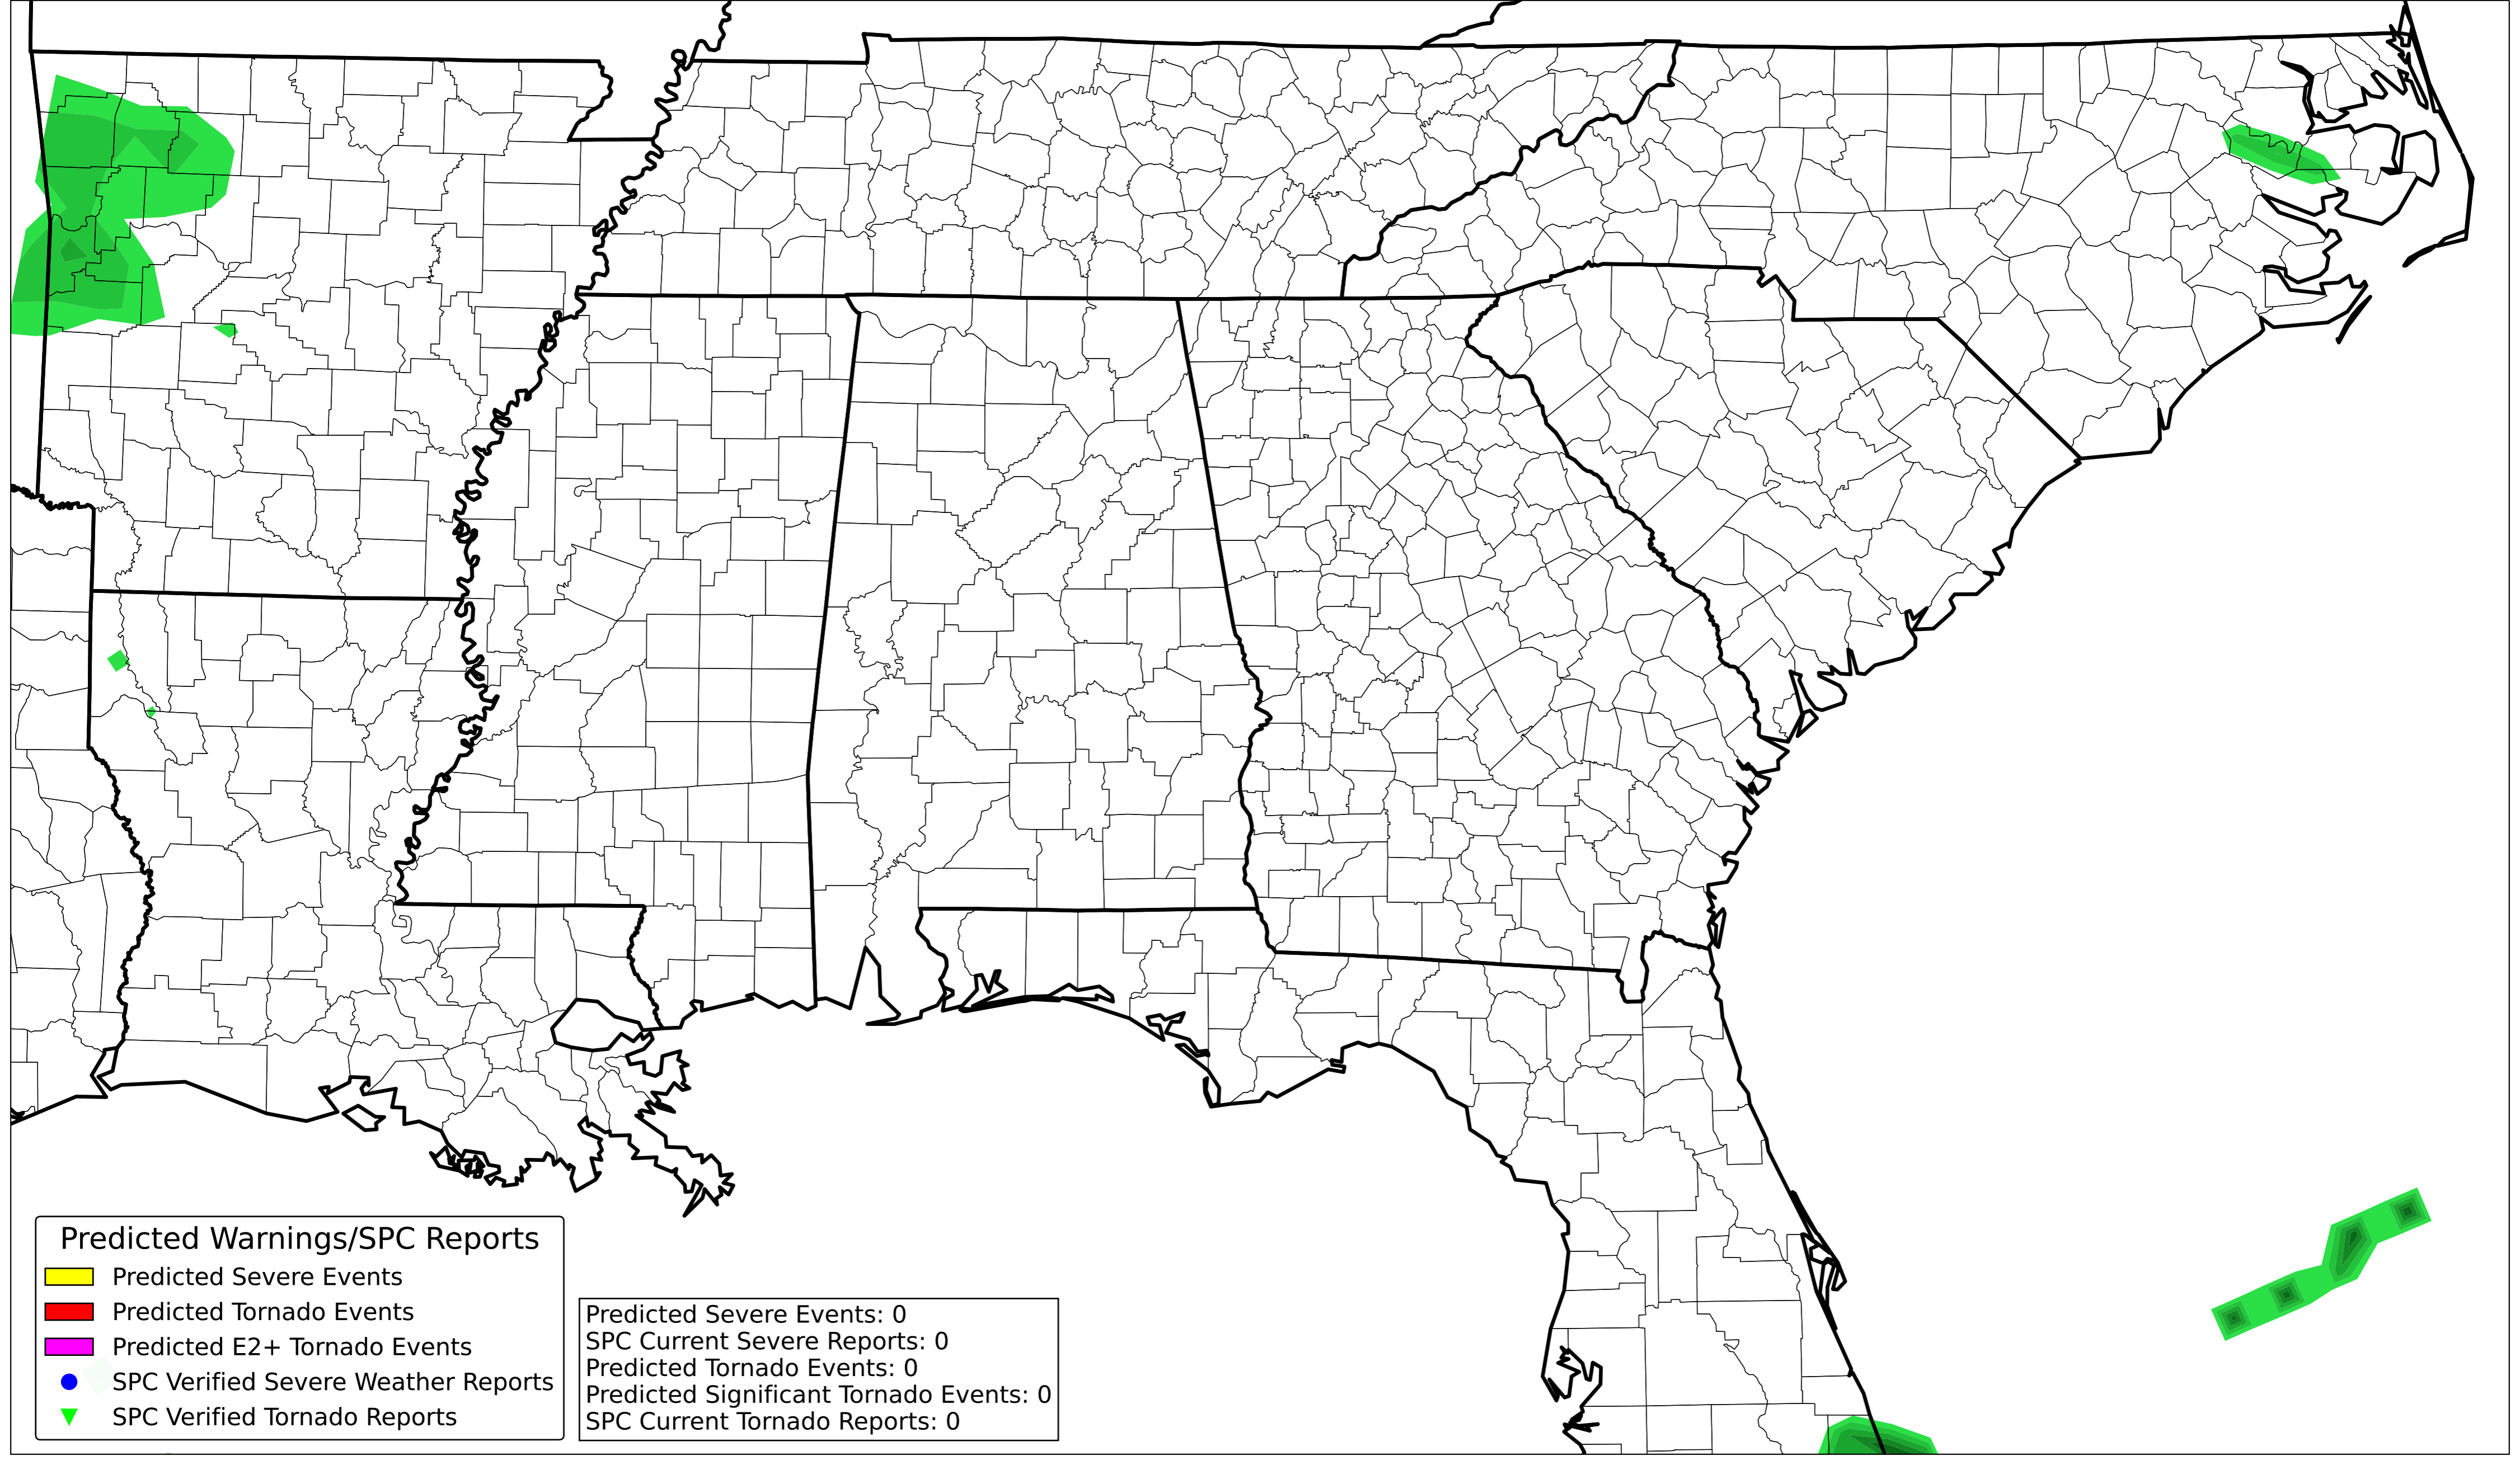 Predicted Warnings/SPC Reports
Predicted Severe Events
Predicted Tornado Events
Predicted E2+ Tornado Events
SPC Verified Severe Weather Reports
SPC Verified Tornado Reports
Predicted Severe Events: 0
SPC Current Severe Reports: 0
Predicted Tornado Events: 0
Predicted Significant Tornado Events: 0
SPC Current Tornado Reports: 0